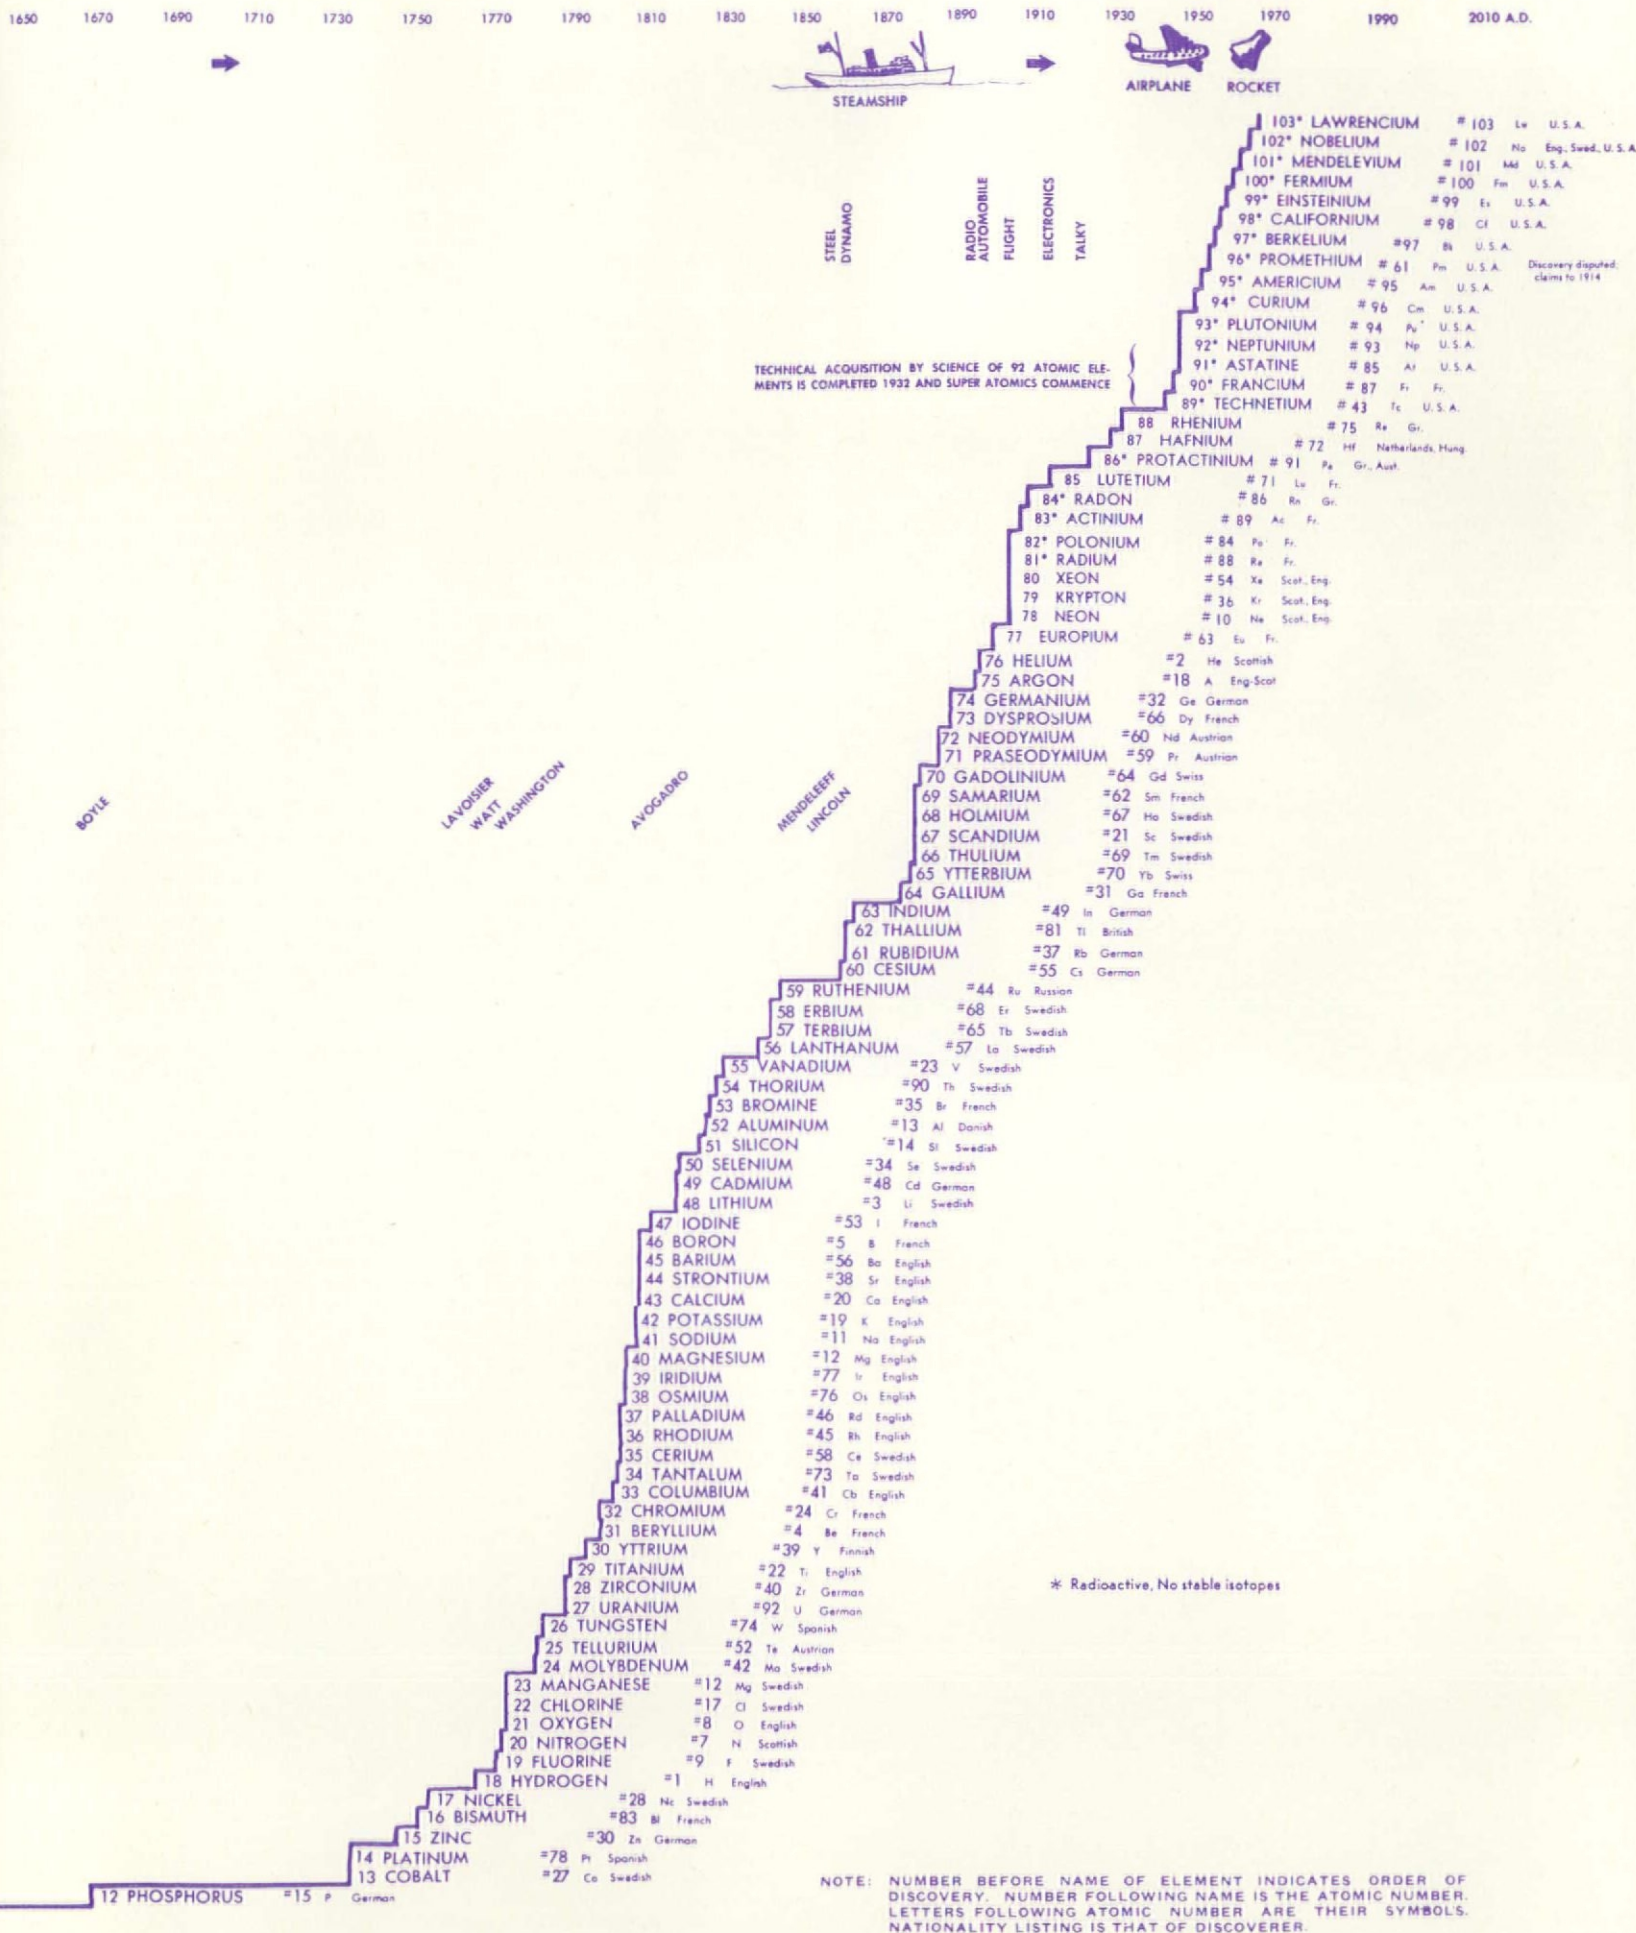 1650 1670 1690 1710 1730 1750 1770 1790 1810 1830 1850 1870 1890 1910 1930 1950 1970 1990 2010 A.D.
STEAMSHIP
AIRPLANE
ROCKET
STEEL
DYNAMO
RADIO
AUTOMOBILE
FLIGHT
ELECTRONICS
TALKY
103* LAWRENCIUM # 103 Lw U.S.A.
102* NOBELIUM # 102 No Eng., Swed., U.S.A
101* MENDELEVIUM # 101 Md U.S.A.
100* FERMIUM # 100 Fm U.S.A.
99* EINSTEINIUM # 99 Es U.S.A.
98* CALIFORNIUM # 98 Cf U.S.A.
97* BERKELIUM #97 Bk U.S.A.
96* PROMETHIUM # 61 Pm U.S.A. Discovery disputed,
claims to 1914
95* AMERICIUM # 95 Am U.S.A.
94* CURIUM # 96 Cm U.S.A.
93* PLUTONIUM # 94 Pu U.S.A.
92* NEPTUNIUM # 93 Np U.S.A.
91* ASTATINE # 85 At U.S.A.
90* FRANCIUM # 87 Fr Fr.
89* TECHNETIUM # 43 Tc U.S.A.
TECHNICAL ACQUISITION BY SCIENCE OF 92 ATOMIC ELE-
MENTS IS COMPLETED 1932 AND SUPER ATOMICS COMMENCE
88 RHENIUM # 75 Re Gr.
87 HAFNIUM # 72 Hf Netherlands, Hung.
86* PROTACTINIUM # 91 Pa Gr., Aust.
85 LUTETIUM # 71 Lu Fr.
84* RADON # 86 Rn Gr.
83* ACTINIUM # 89 Ac Fr.
82* POLONIUM # 84 Po Fr.
81* RADIUM # 88 Ra Fr.
80 XEON # 54 Xe Scot., Eng.
79 KRYPTON # 36 Kr Scot., Eng.
78 NEON # 10 Ne Scot., Eng.
77 EUROPIUM # 63 Eu Fr.
76 HELIUM #2 He Scottish
75 ARGON #18 A Eng-Scot
74 GERMANIUM #32 Ge German
73 DYSPROSIUM #66 Dy French
72 NEODYMIUM #60 Nd Austrian
71 PRASEODYMIUM #59 Pr Austrian
70 GADOLINIUM #64 Gd Swiss
69 SAMARIUM #62 Sm French
68 HOLMIUM #67 Ho Swedish
67 SCANDIUM #21 Sc Swedish
66 THULIUM #69 Tm Swedish
65 YTTERBIUM #70 Yb Swiss
64 GALLIUM #31 Ga French
BOYLE
LAVOISIER
WATT
WASHINGTON
AVOGADRO
MENDELEEFF
LINCOLN
63 INDIUM #49 In German
62 THALLIUM #81 Tl British
61 RUBIDIUM #37 Rb German
60 CESIUM #55 Cs German
59 RUTHENIUM #44 Ru Russian
58 ERBIUM #68 Er Swedish
57 TERBIUM #65 Tb Swedish
56 LANTHANUM #57 La Swedish
55 VANADIUM #23 V Swedish
54 THORIUM #90 Th Swedish
53 BROMINE #35 Br French
52 ALUMINUM #13 Al Danish
51 SILICON #14 SI Swedish
50 SELENIUM #34 Se Swedish
49 CADMIUM #48 Cd German
48 LITHIUM #3 Li Swedish
47 IODINE #53 I French
46 BORON #5 B French
45 BARIUM #56 Ba English
44 STRONTIUM #38 Sr English
43 CALCIUM #20 Ca English
42 POTASSIUM #19 K English
41 SODIUM #11 Na English
40 MAGNESIUM #12 Mg English
39 IRIDIUM #77 Ir English
38 OSMIUM #76 Os English
37 PALLADIUM #46 Rd English
36 RHODIUM #45 Rh English
35 CERIUM #58 Ce Swedish
34 TANTALUM #73 Ta Swedish
33 COLUMBIUM #41 Cb English
32 CHROMIUM #24 Cr French
31 BERYLLIUM #4 Be French
30 YTTRIUM #39 Y Finnish
29 TITANIUM #22 Ti English
28 ZIRCONIUM #40 Zr German
27 URANIUM #92 U German
26 TUNGSTEN #74 W Spanish
25 TELLURIUM #52 Te Austrian
24 MOLYBDENUM #42 Mo Swedish
23 MANGANESE #12 Mg Swedish
22 CHLORINE #17 Cl Swedish
21 OXYGEN #8 O English
20 NITROGEN #7 N Scottish
19 FLUORINE #9 F Swedish
18 HYDROGEN #1 H English
17 NICKEL #28 Nc Swedish
16 BISMUTH #83 BI French
15 ZINC #30 Zn German
14 PLATINUM #78 Pt Spanish
13 COBALT #27 Co Swedish
12 PHOSPHORUS #15 P German
* Radioactive, No stable isotopes
NOTE: NUMBER BEFORE NAME OF ELEMENT INDICATES ORDER OF
DISCOVERY. NUMBER FOLLOWING NAME IS THE ATOMIC NUMBER.
LETTERS FOLLOWING ATOMIC NUMBER ARE THEIR SYMBOLS.
NATIONALITY LISTING IS THAT OF DISCOVERER.